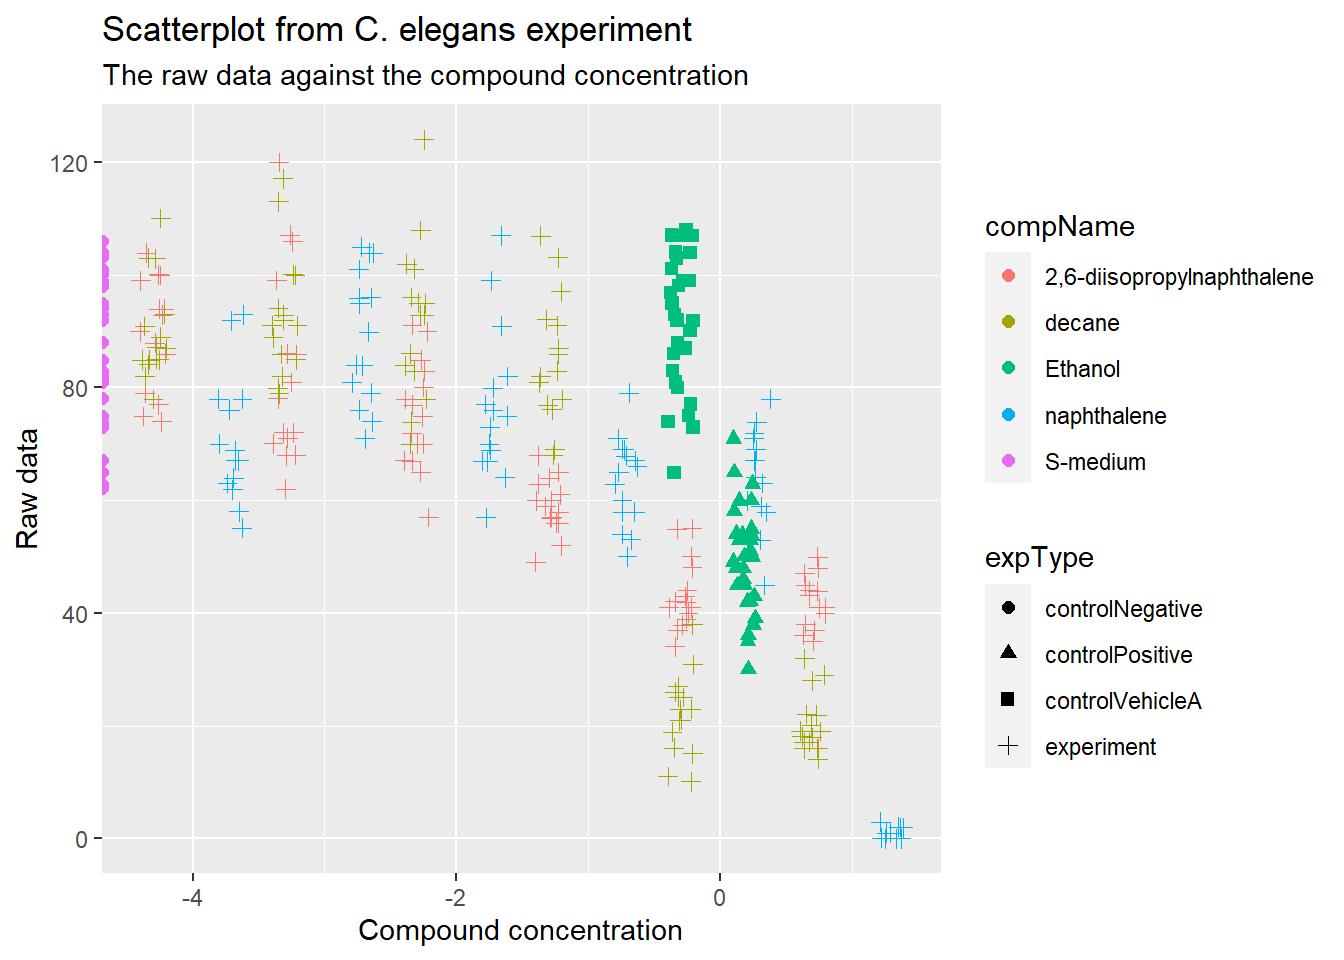 Scatterplot from C. elegans experiment
The raw data against the compound concentration
Raw data
120
80
40
0
-4
-2
0
Compound concentration
compName
2,6-diisopropylnaphthalene
decane
Ethanol
naphthalene
S-medium
expType
controlNegative
controlPositive
controlVehicleA
experiment